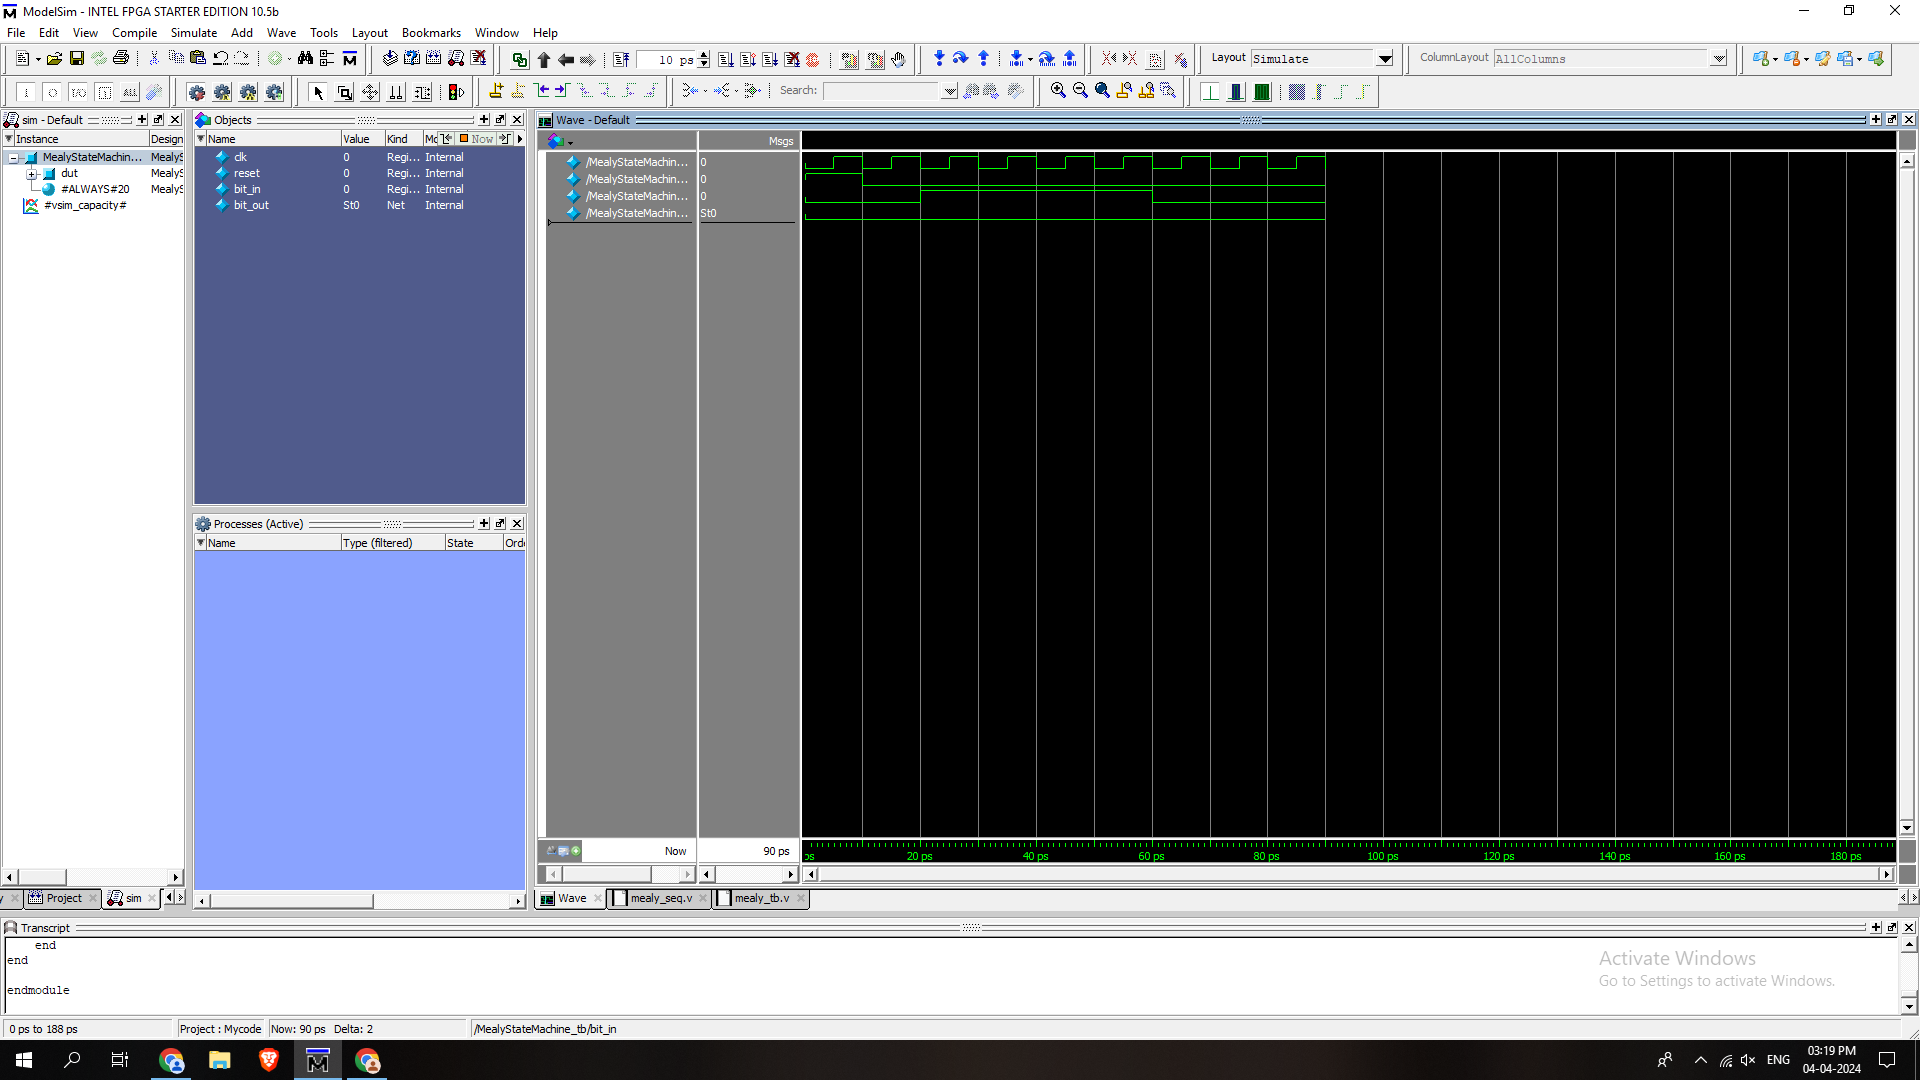 ModelSim - INTEL FPGA STARTER EDITION 10.5b
File Edit View Compile Simulate Add Wave Tools Layout Bookmarks Window Help
10 ps
Layout Simulate
ColumnLayout AllColumns
Search:
sim - Default
Instance Design
MealyStateMachin... MealyS
dut MealyS
#ALWAYS#20 MealyS
#vsim_capacity#
Objects
Name Value Kind Mo Now
clk 0 Regi... Internal
reset 0 Regi... Internal
bit_in 0 Regi... Internal
bit_out St0 Net Internal
Processes (Active)
Name Type (filtered) State Orde
Wave - Default
Msgs
/MealyStateMachin... 0
/MealyStateMachin... 0
/MealyStateMachin... 0
/MealyStateMachin... St0
Now 90 ps
ps 20 ps 40 ps 60 ps 80 ps 100 ps 120 ps 140 ps 160 ps 180 ps
Project sim
Wave mealy_seq.v mealy_tb.v
Transcript
end
end
endmodule
Activate Windows
Go to Settings to activate Windows.
0 ps to 188 ps Project : Mycode Now: 90 ps Delta: 2 /MealyStateMachine_tb/bit_in
ENG
03:19 PM
04-04-2024